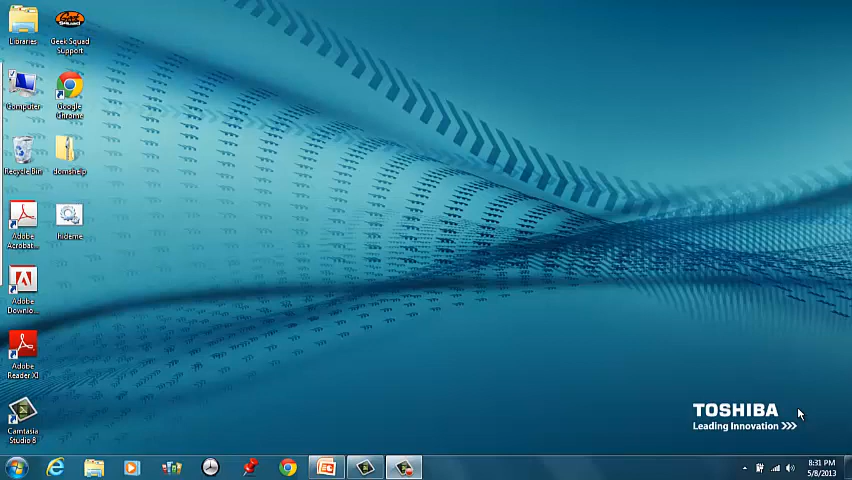 Libraries
Geek Squad
Support
Computer
Google
Chrome
Recycle Bin
domshelp
Adobe
Acrobat...
hideme
Adobe
Downlo...
Adobe
Reader XI
Camtasia
Studio 8
TOSHIBA
Leading Innovation >>>
8:31 PM
5/8/2013